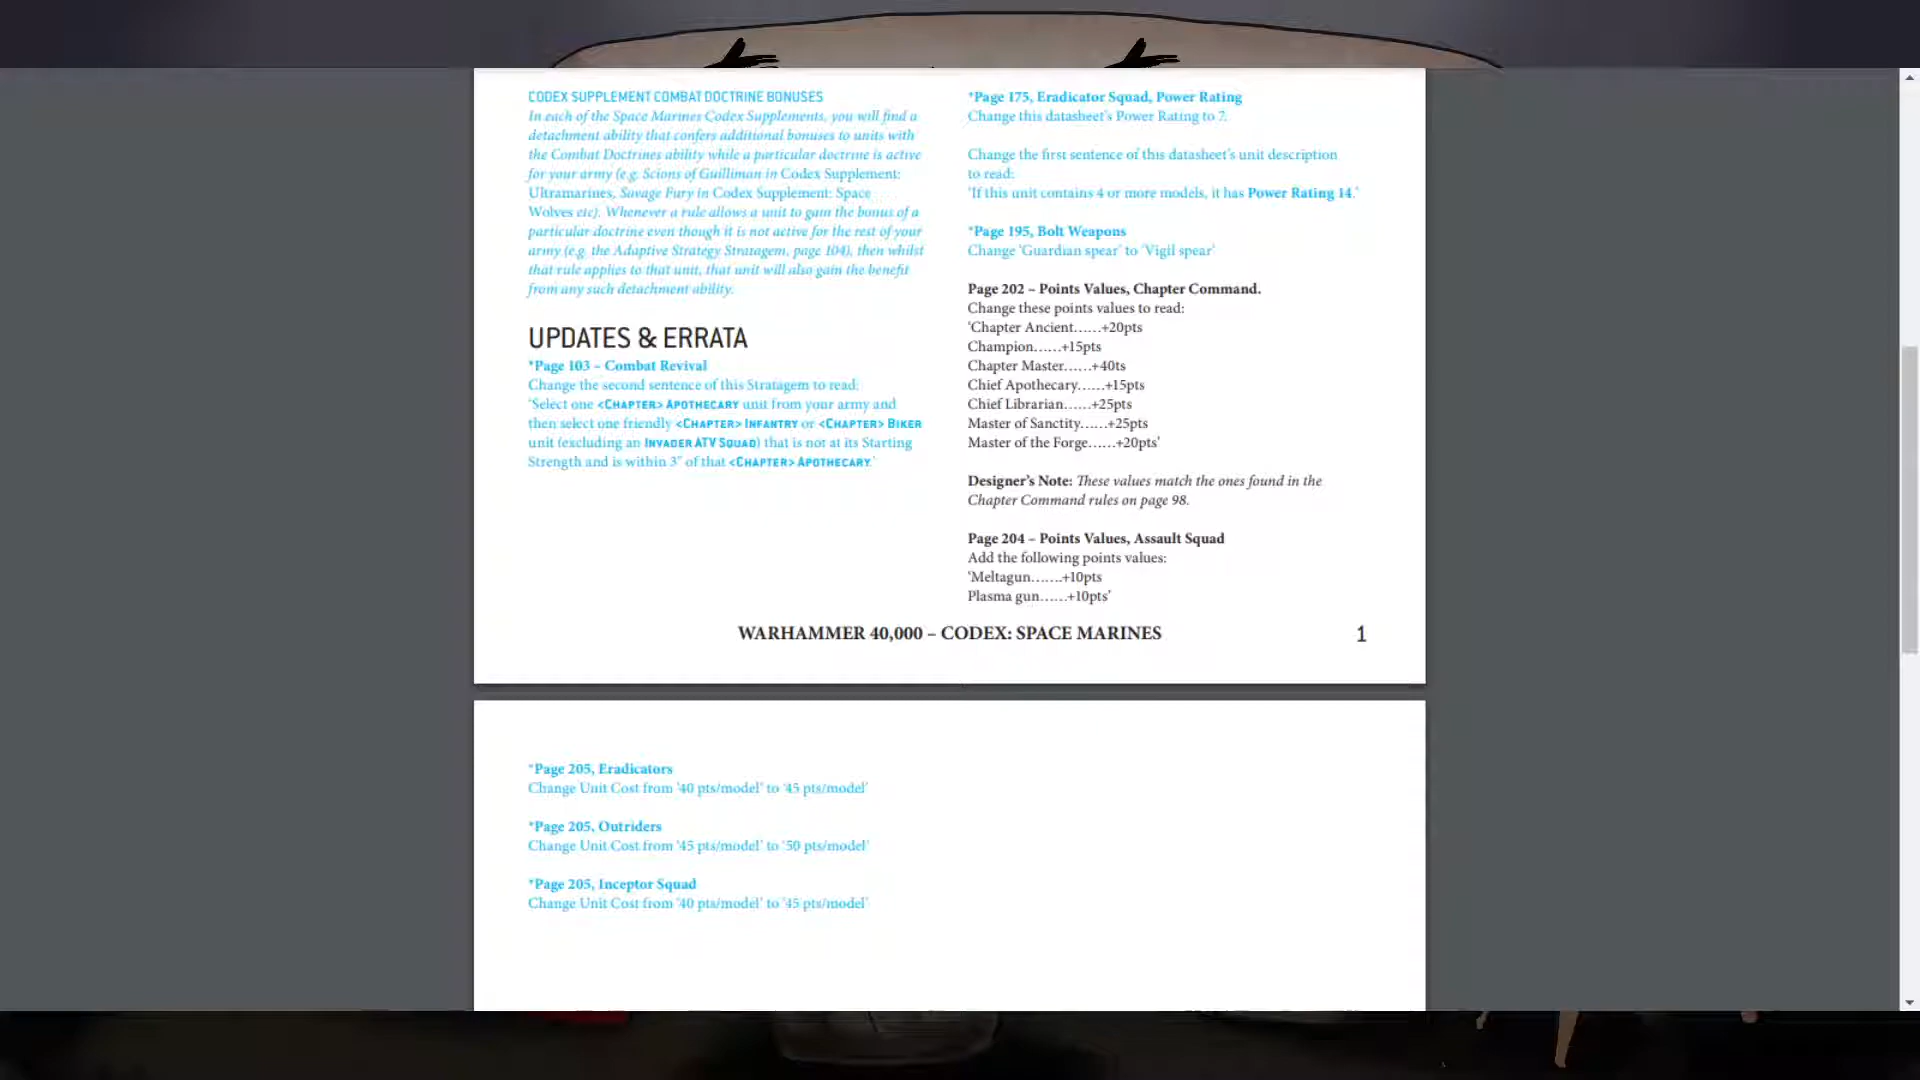 CODEX SUPPLEMENT COMBAT DOCTRINE BONUSES
In each of the Space Marines Codex Supplements, you will find a
detachment ability that confers additional bonuses to units with
the Combat Doctrines ability while a particular doctrine is active
for your army (e.g. Scions of Guilliman in Codex Supplement:
Ultramarines, Savage Fury in Codex Supplement: Space
Wolves etc). Whenever a rule allows a unit to gain the bonus of a
particular doctrine even though it is not active for the rest of your
army (e.g. the Adaptive Strategy Stratagem, page 104), then whilst
that rule applies to that unit, that unit will also gain the benefit
from any such detachment ability.
UPDATES & ERRATA
*Page 103 – Combat Revival
Change the second sentence of this Stratagem to read:
‘Select one <CHAPTER> APOTHECARY unit from your army and
then select one friendly <CHAPTER> INFANTRY or <CHAPTER> BIKER
unit (excluding an INVADER ATV SQUAD) that is not at its Starting
Strength and is within 3" of that <CHAPTER> APOTHECARY.’
*Page 175, Eradicator Squad, Power Rating
Change this datasheet’s Power Rating to 7.
Change the first sentence of this datasheet’s unit description
to read:
‘If this unit contains 4 or more models, it has Power Rating 14.’
*Page 195, Bolt Weapons
Change ‘Guardian spear’ to ‘Vigil spear’
Page 202 – Points Values, Chapter Command.
Change these points values to read:
‘Chapter Ancient……+20pts
Champion……+15pts
Chapter Master……+40ts
Chief Apothecary……+15pts
Chief Librarian……+25pts
Master of Sanctity……+25pts
Master of the Forge……+20pts’
Designer’s Note: These values match the ones found in the
Chapter Command rules on page 98.
Page 204 – Points Values, Assault Squad
Add the following points values:
‘Meltagun…….+10pts
Plasma gun……+10pts’
WARHAMMER 40,000 – CODEX: SPACE MARINES 1
*Page 205, Eradicators
Change Unit Cost from ‘40 pts/model’ to ‘45 pts/model’
*Page 205, Outriders
Change Unit Cost from ‘45 pts/model’ to ‘50 pts/model’
*Page 205, Inceptor Squad
Change Unit Cost from ‘40 pts/model’ to ‘45 pts/model’